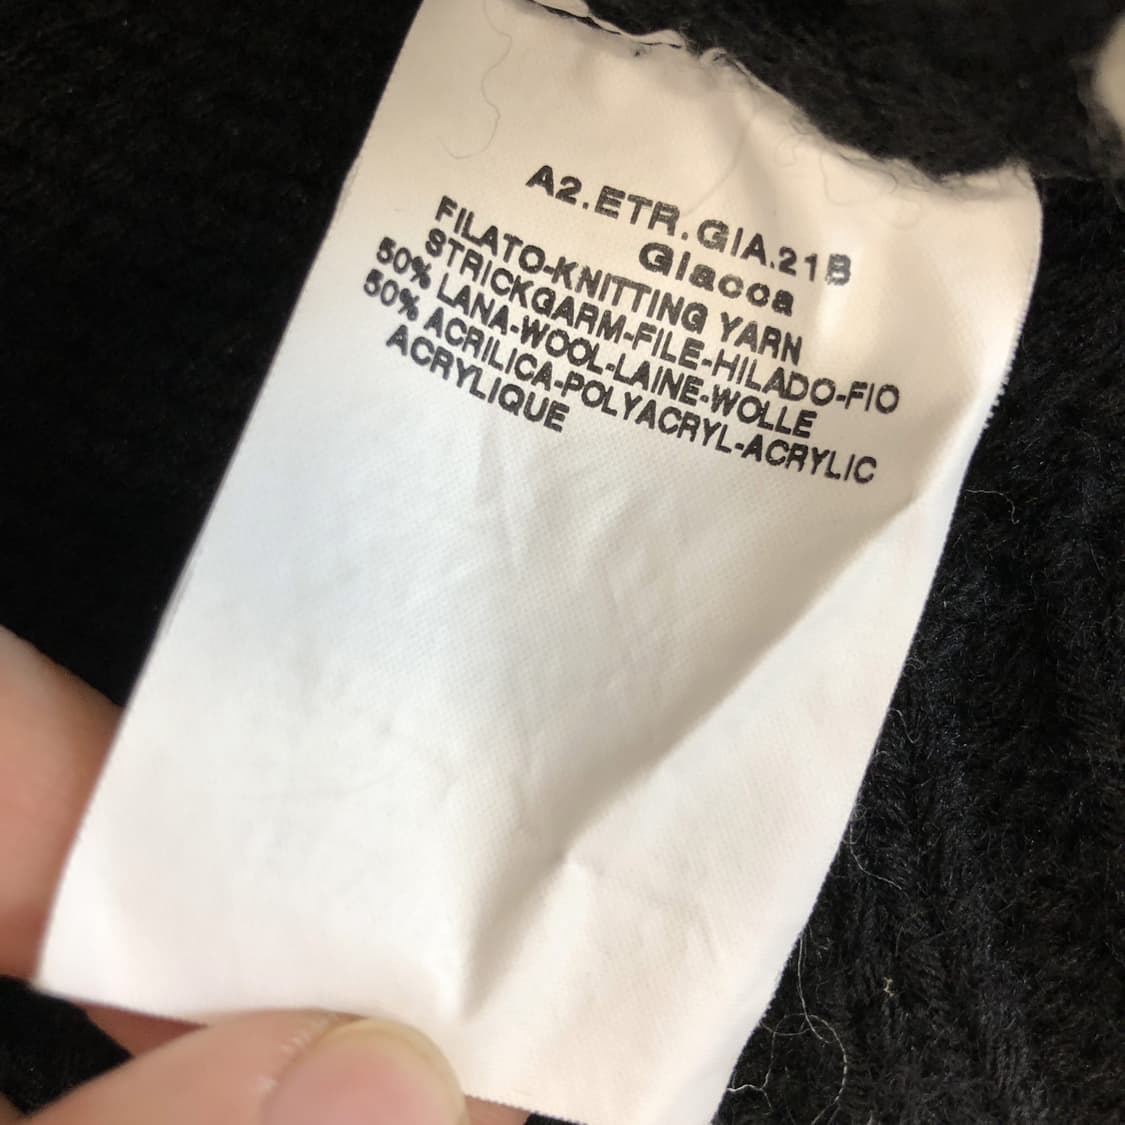 A2.ETR.GIA.21B
Giacca
FILATO-KNITTING YARN
STRICKGARM-FILE-HILADO-FIO
50% LANA-WOOL-LAINE-WOLLE
50% ACRILICA-POLYACRYL-ACRYLIC
ACRYLIQUE